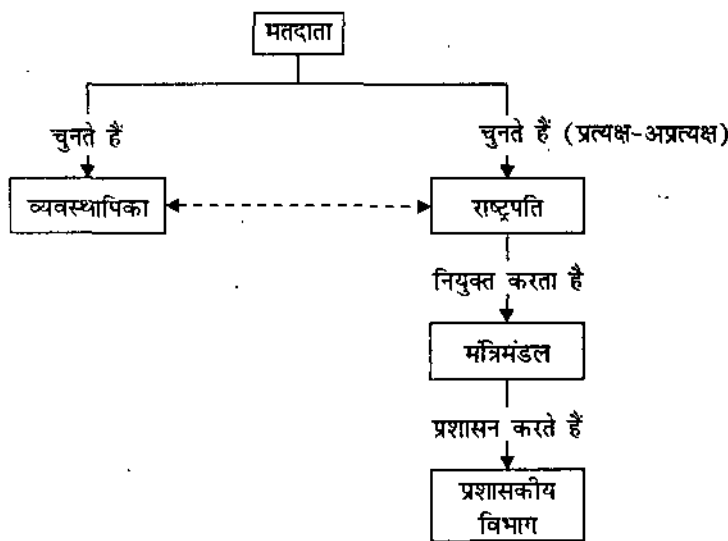 मतदाता
चुनते हैं
चुनते हैं (प्रत्यक्ष-अप्रत्यक्ष)
व्यवस्थापिका
राष्ट्रपति
नियुक्त करता है
मंत्रिमंडल
प्रशासन करते हैं
प्रशासकीय
विभाग